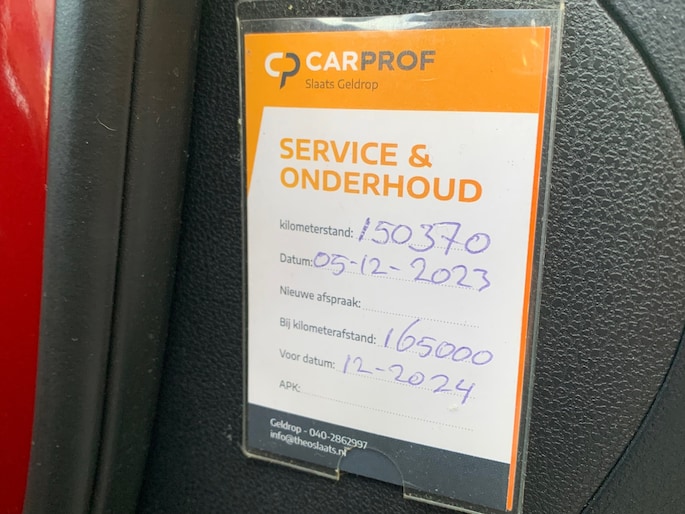 CARPROF
Slaats Geldrop
SERVICE &
ONDERHOUD
kilometerstand: 150370
Datum: 05-12-2023
Nieuwe afspraak:
Bij kilometerafstand: 165000
Voor datum: 12-2024
APK:
Geldrop - 040-2862997
info@theoslaats.nl